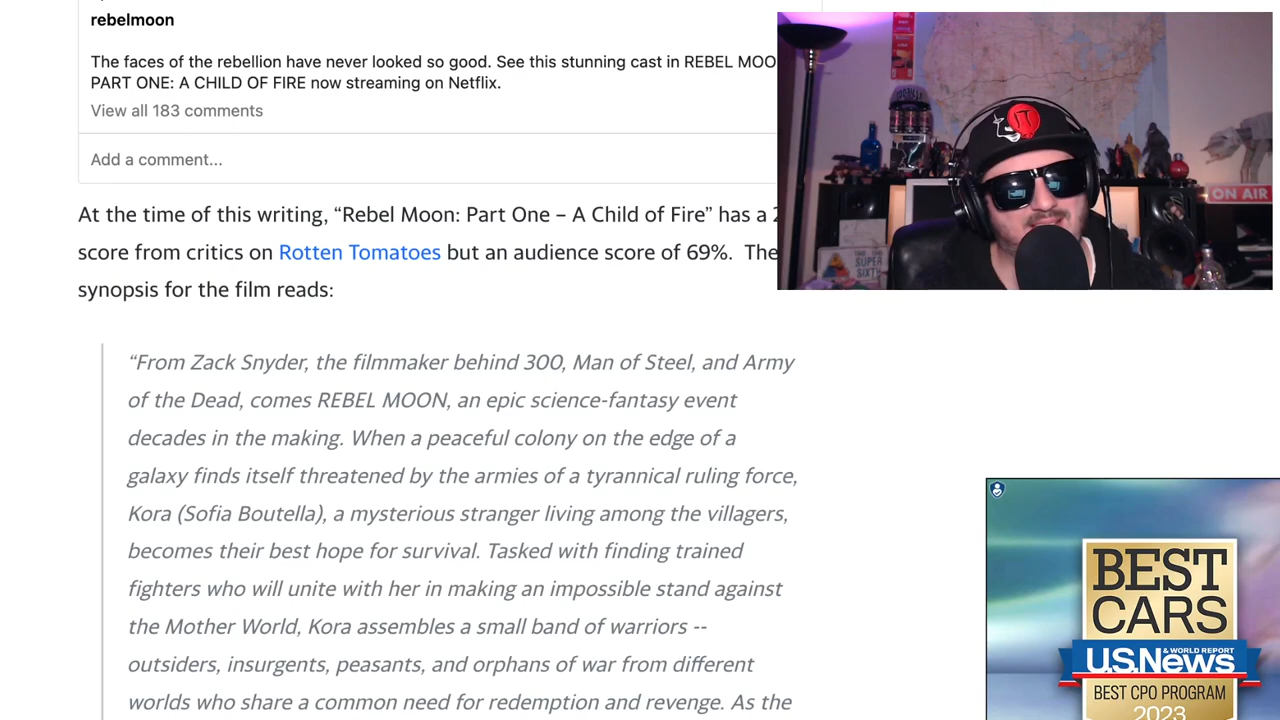 rebelmoon
The faces of the rebellion have never looked so good. See this stunning cast in REBEL MOO
PART ONE: A CHILD OF FIRE now streaming on Netflix.
View all 183 comments
Add a comment...
At the time of this writing, “Rebel Moon: Part One – A Child of Fire” has a 2
score from critics on Rotten Tomatoes but an audience score of 69%. The
synopsis for the film reads:
“From Zack Snyder, the filmmaker behind 300, Man of Steel, and Army
of the Dead, comes REBEL MOON, an epic science-fantasy event
decades in the making. When a peaceful colony on the edge of a
galaxy finds itself threatened by the armies of a tyrannical ruling force,
Kora (Sofia Boutella), a mysterious stranger living among the villagers,
becomes their best hope for survival. Tasked with finding trained
fighters who will unite with her in making an impossible stand against
the Mother World, Kora assembles a small band of warriors --
outsiders, insurgents, peasants, and orphans of war from different
worlds who share a common need for redemption and revenge. As the
ON AIR
SUPER
SIXTH
BEST
CARS
U.S.News
& WORLD REPORT
BEST CPO PROGRAM
2023